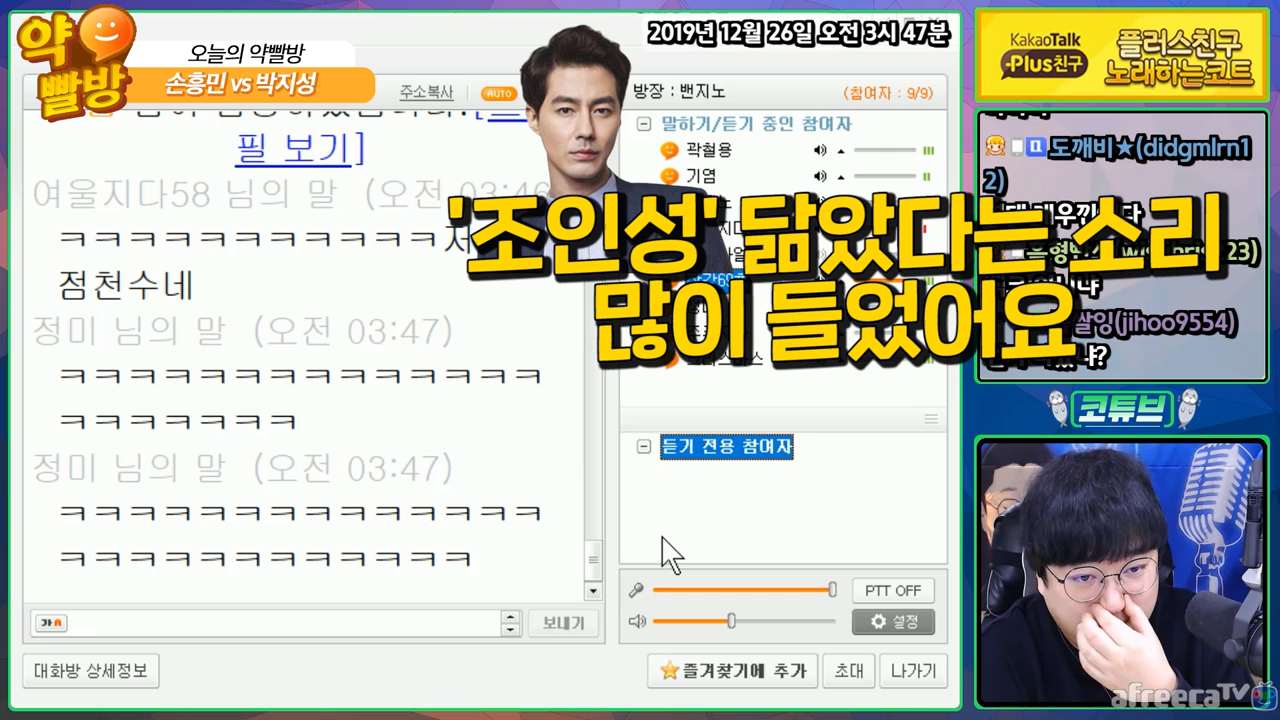 약빨방
오늘의 약빨방
손흥민 vs 박지성
2019년 12월 26일 오전 3시 47분
주소복사
AUTO
방장 : 밴지노
(참여자 : 9/9)
말하기/듣기 중인 참여자
곽철용
기염
필 보기]
여울지다58 님의 말 (오전 03:46
ㅋㅋㅋㅋㅋㅋㅋㅋㅋㅋㅋ
점천수네
정미 님의 말 (오전 03:47)
ㅋㅋㅋㅋㅋㅋㅋㅋㅋㅋㅋㅋㅋㅋ
ㅋㅋㅋㅋㅋㅋㅋ
정미 님의 말 (오전 03:47)
ㅋㅋㅋㅋㅋㅋㅋㅋㅋㅋㅋㅋㅋㅋ
ㅋㅋㅋㅋㅋㅋㅋㅋㅋㅋㅋㅋ
'조인성' 닮았다는 소리
많이 들었어요
듣기 전용 참여자
가
보내기
PTT OFF
설정
대화방 상세정보
즐겨찾기에 추가
초대
나가기
KakaoTalk
Plus친구
플러스친구
노래하는코트
도깨비★(didgmlrn1
2)
살잉(jihoo9554)
코튜브
afreecaTV